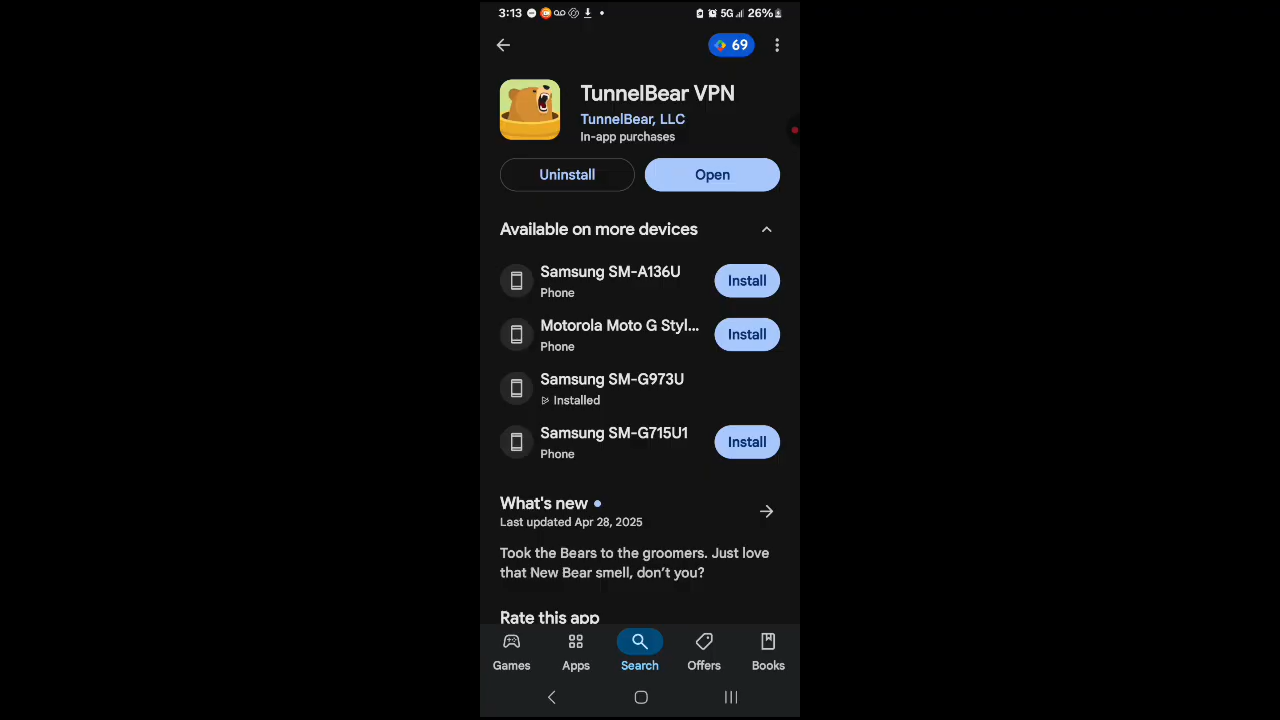 3:13 5G 26%
69
TunnelBear VPN
TunnelBear, LLC
In-app purchases
Uninstall Open
Available on more devices
Samsung SM-A136U
Phone
Install
Motorola Moto G Styl...
Phone
Install
Samsung SM-G973U
Installed
Samsung SM-G715U1
Phone
Install
What's new
Last updated Apr 28, 2025
Took the Bears to the groomers. Just love
that New Bear smell, don't you?
Rate this app
Games Apps Search Offers Books